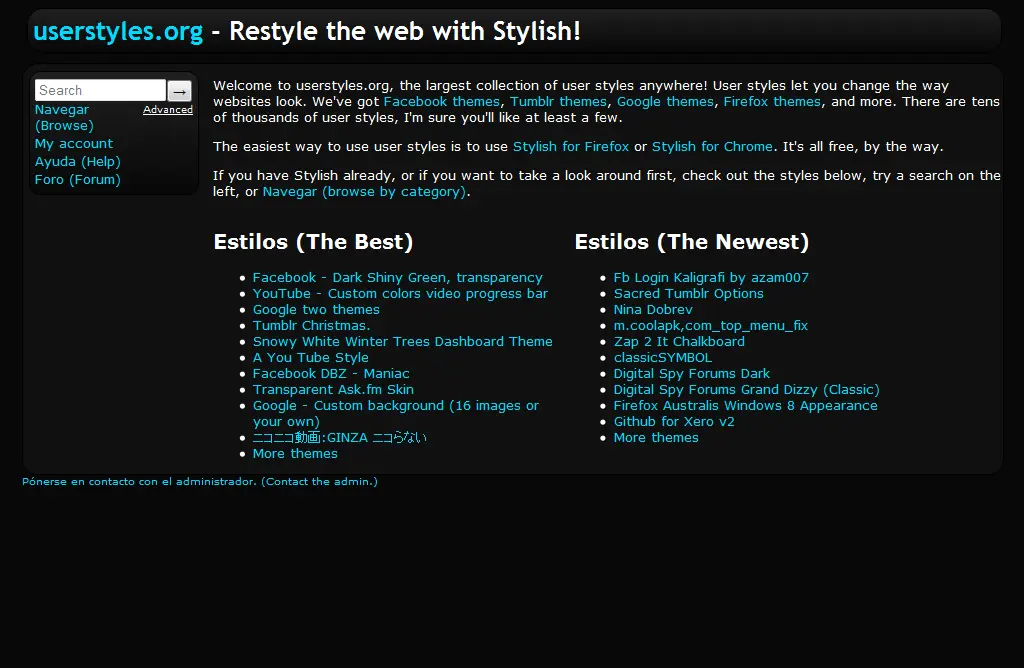 userstyles.org - Restyle the web with Stylish!
Search →
Navegar (Browse)
Advanced
My account
Ayuda (Help)
Foro (Forum)
Welcome to userstyles.org, the largest collection of user styles anywhere! User styles let you change the way
websites look. We've got Facebook themes, Tumblr themes, Google themes, Firefox themes, and more. There are tens
of thousands of user styles, I'm sure you'll like at least a few.
The easiest way to use user styles is to use Stylish for Firefox or Stylish for Chrome. It's all free, by the way.
If you have Stylish already, or if you want to take a look around first, check out the styles below, try a search on the
left, or Navegar (browse by category).
Estilos (The Best)
Facebook - Dark Shiny Green, transparency
YouTube - Custom colors video progress bar
Google two themes
Tumblr Christmas.
Snowy White Winter Trees Dashboard Theme
A You Tube Style
Facebook DBZ - Maniac
Transparent Ask.fm Skin
Google - Custom background (16 images or
your own)
ニコニコ動画:GINZA ニコらない
More themes
Estilos (The Newest)
Fb Login Kaligrafi by azam007
Sacred Tumblr Options
Nina Dobrev
m.coolapk,com_top_menu_fix
Zap 2 It Chalkboard
classicSYMBOL
Digital Spy Forums Dark
Digital Spy Forums Grand Dizzy (Classic)
Firefox Australis Windows 8 Appearance
Github for Xero v2
More themes
Pónerse en contacto con el administrador. (Contact the admin.)